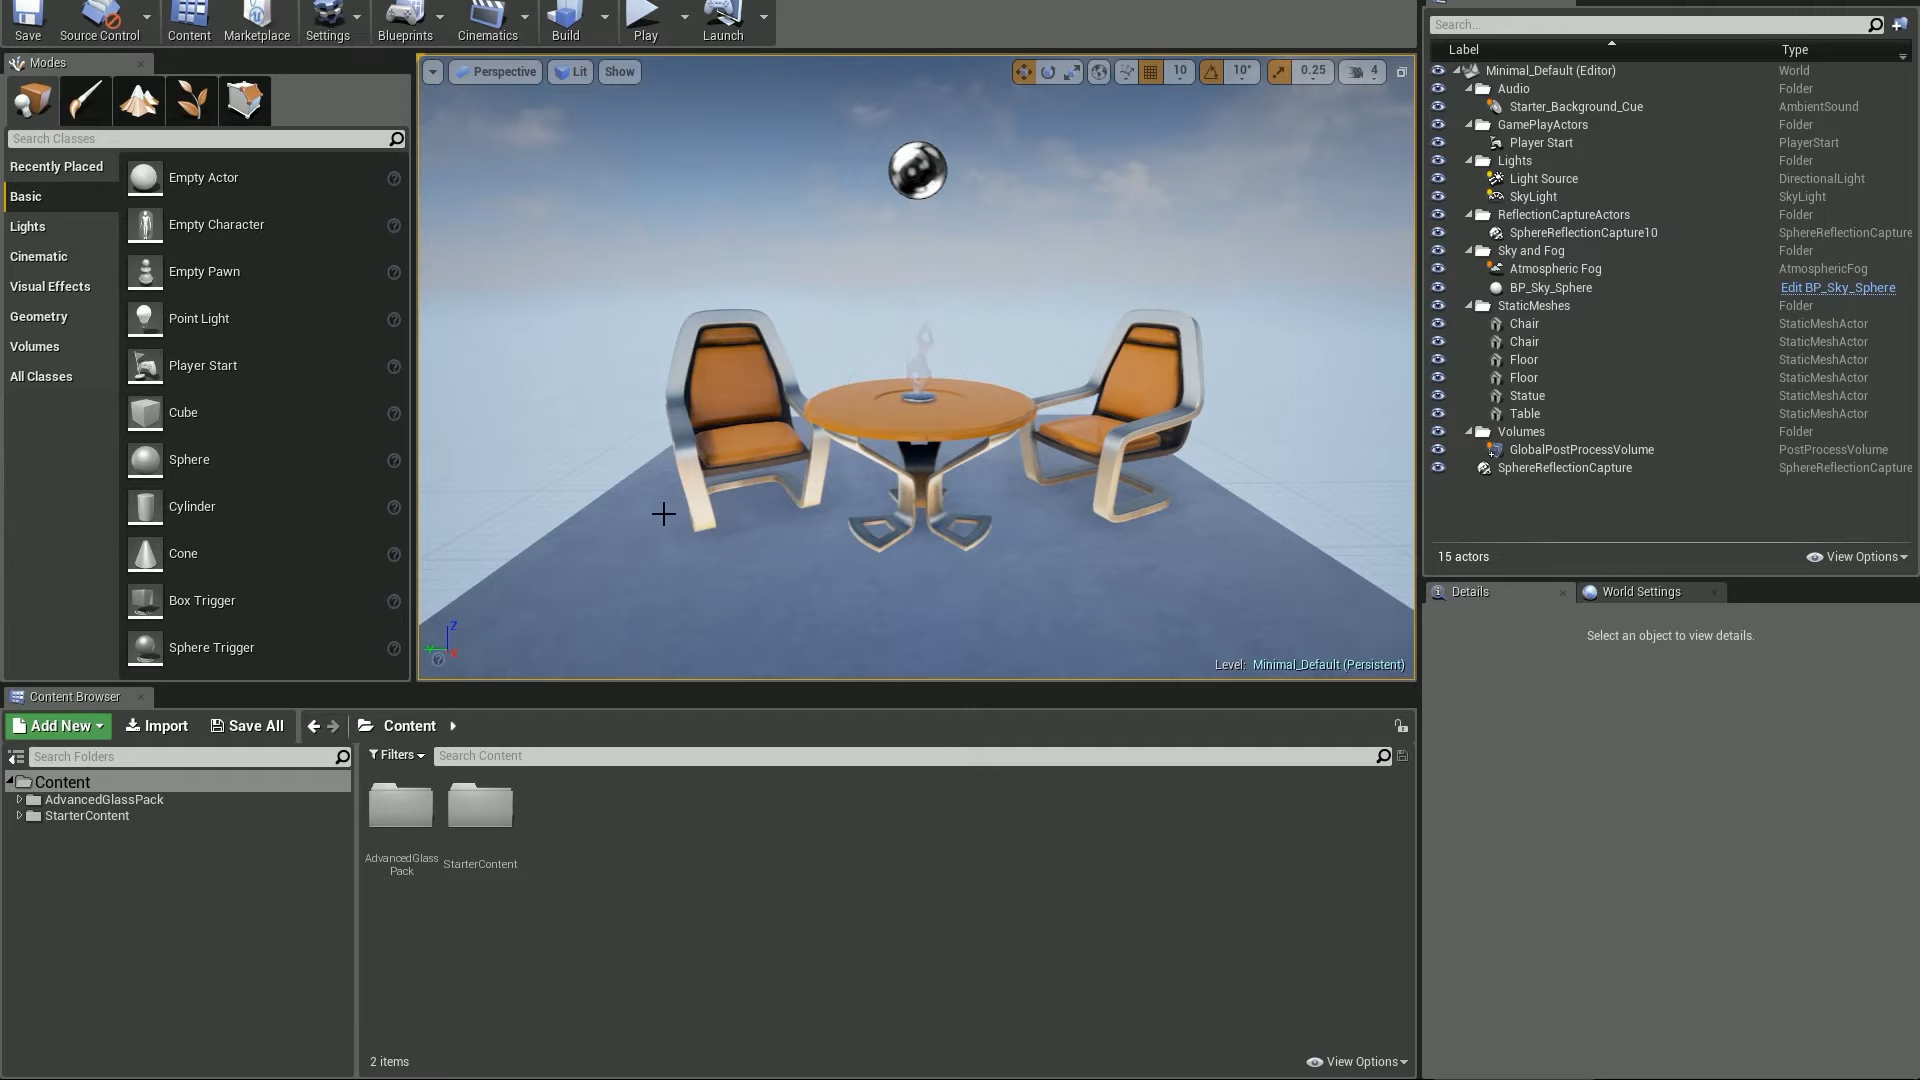 Save
Source Control
Content
Marketplace
Settings
Blueprints
Cinematics
Build
Play
Launch
Modes
Search Classes
Recently Placed
Basic
Lights
Cinematic
Visual Effects
Geometry
Volumes
All Classes
Empty Actor
Empty Character
Empty Pawn
Point Light
Player Start
Cube
Sphere
Cylinder
Cone
Box Trigger
Sphere Trigger
Perspective
Lit
Show
10
10°
0.25
4
Z
Y
X
Level: Minimal_Default (Persistent)
Search...
Label Type
Minimal_Default (Editor) World
Audio Folder
Starter_Background_Cue AmbientSound
GamePlayActors Folder
Player Start PlayerStart
Lights Folder
Light Source DirectionalLight
SkyLight SkyLight
ReflectionCaptureActors Folder
SphereReflectionCapture10 SphereReflectionCapture
Sky and Fog Folder
Atmospheric Fog AtmosphericFog
BP_Sky_Sphere Edit BP_Sky_Sphere
StaticMeshes Folder
Chair StaticMeshActor
Chair StaticMeshActor
Floor StaticMeshActor
Floor StaticMeshActor
Statue StaticMeshActor
Table StaticMeshActor
Volumes Folder
GlobalPostProcessVolume PostProcessVolume
SphereReflectionCapture SphereReflectionCapture
15 actors
View Options
Details
World Settings
Select an object to view details.
Content Browser
Add New
Import
Save All
Content
Search Folders
Filters
Search Content
Content
AdvancedGlassPack
StarterContent
AdvancedGlass
Pack
StarterContent
2 items
View Options